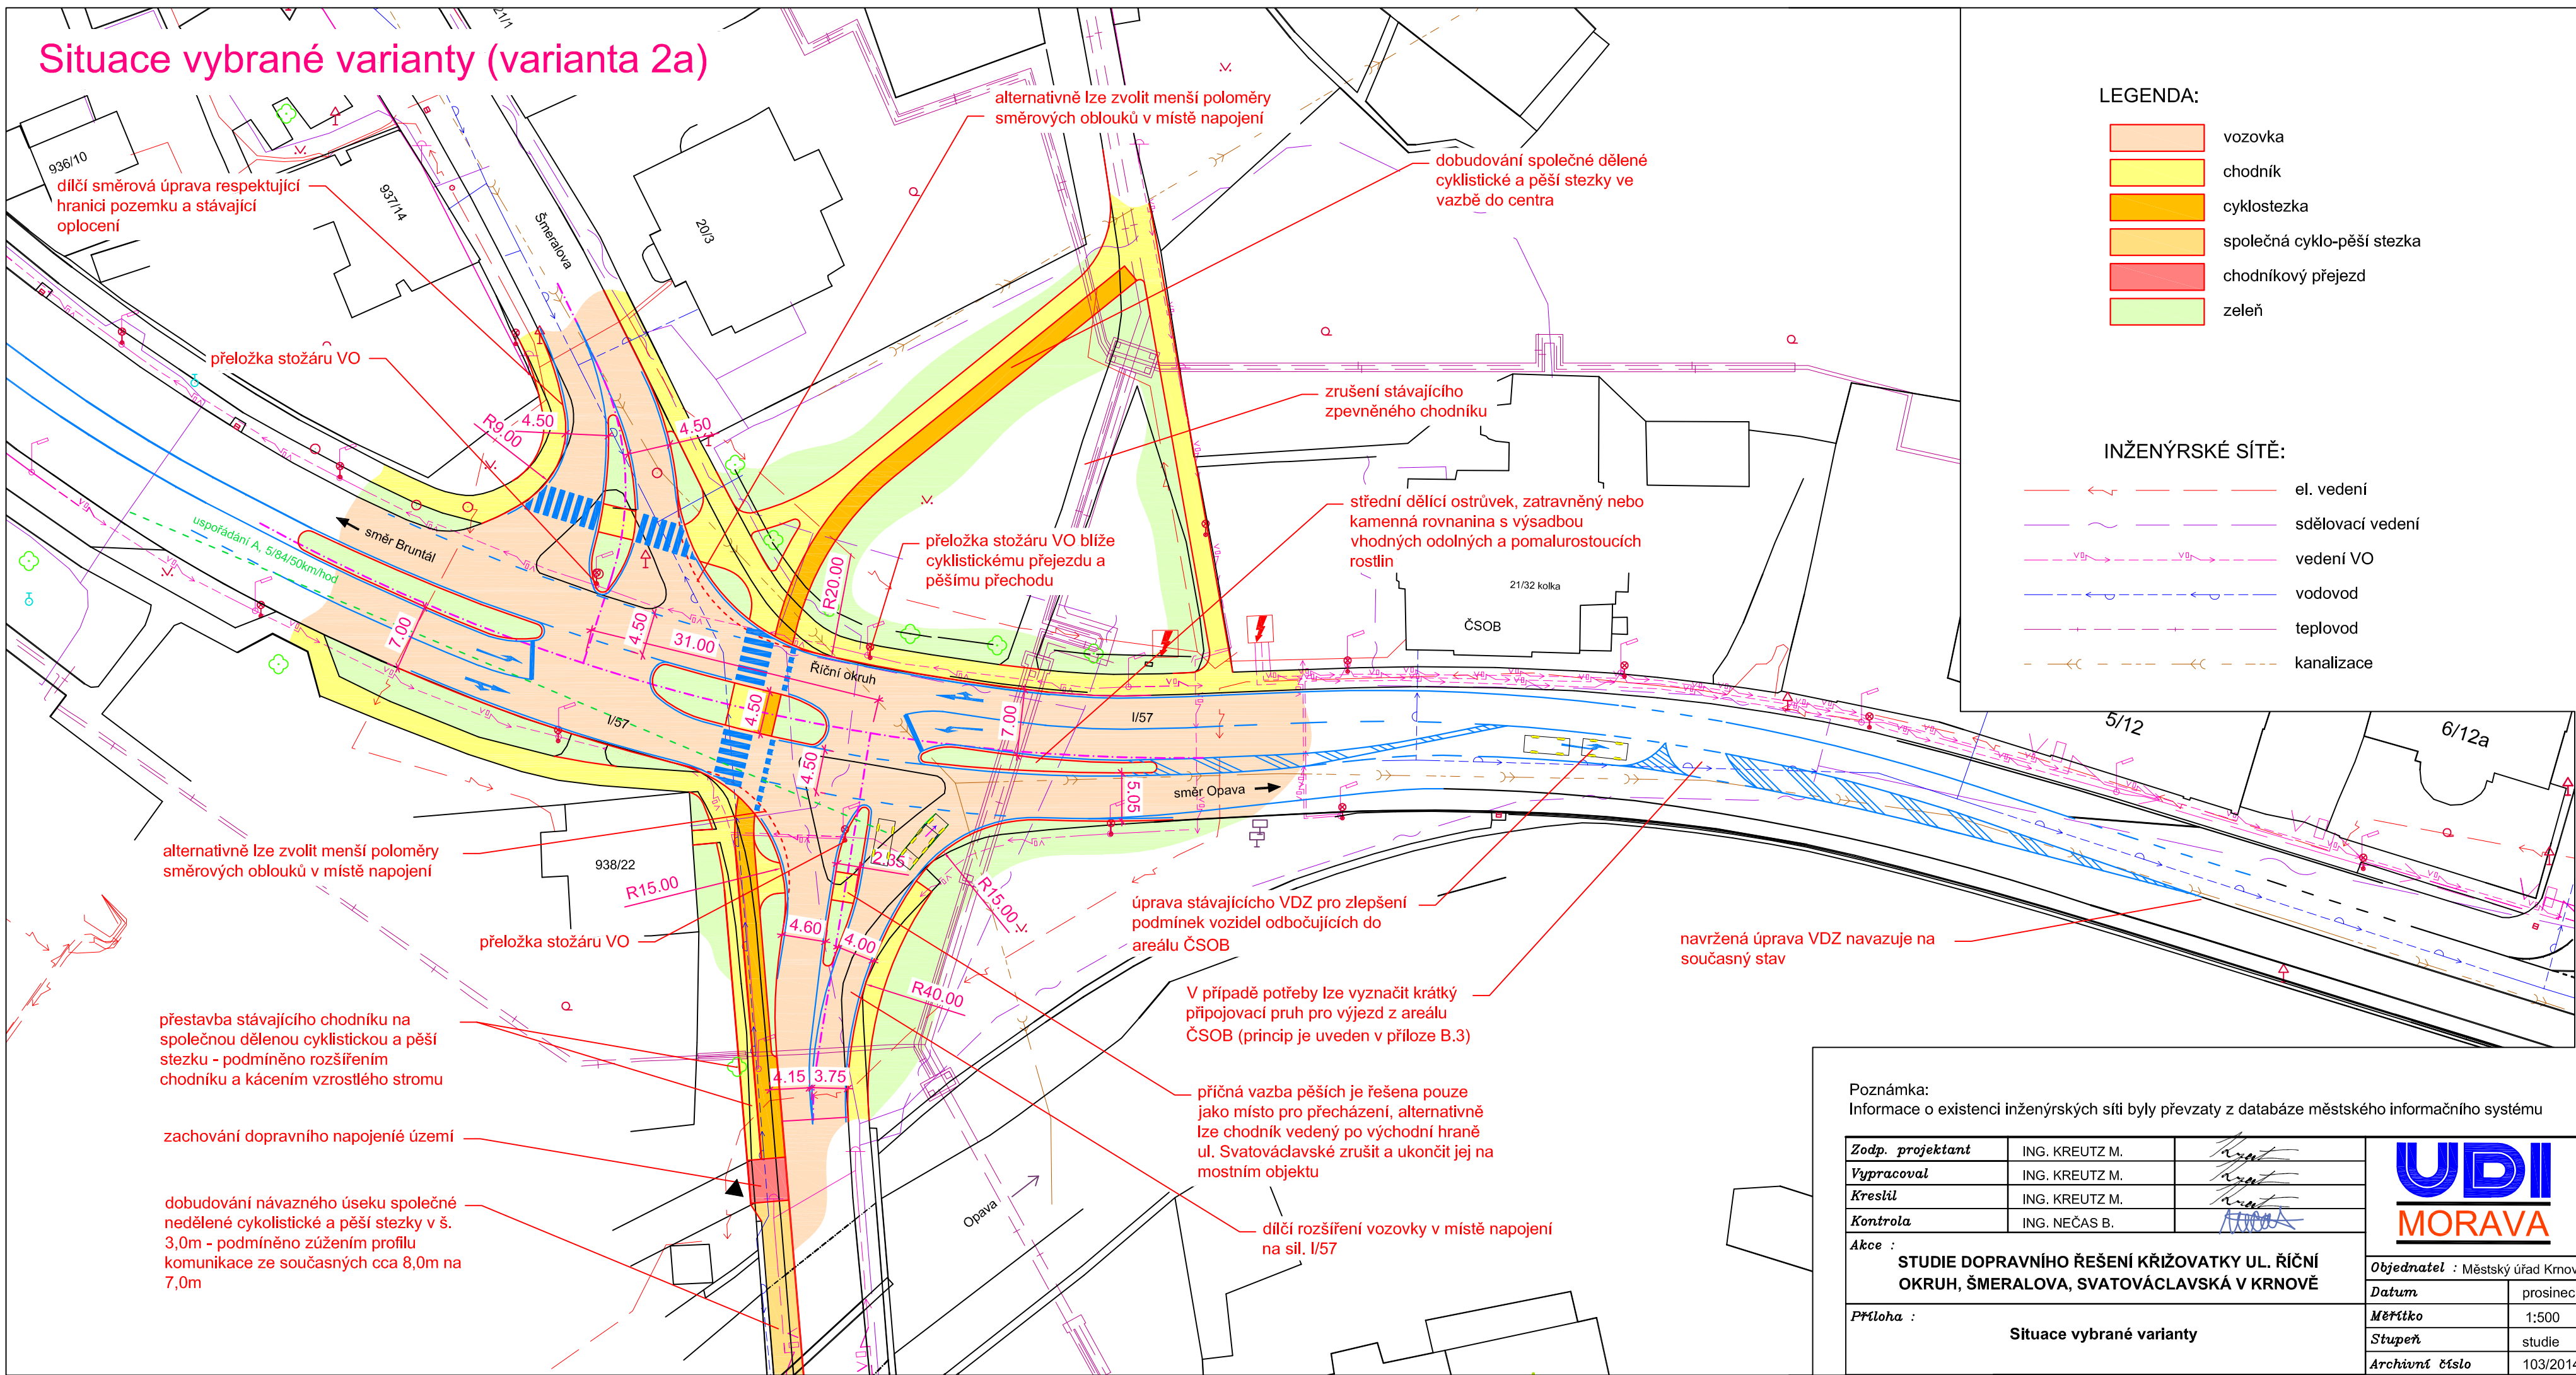 Situace vybrané varianty (varianta 2a)
21/1
936/10
937/14
Šmeralova
20/3
dílčí směrová úprava respektující
hranici pozemku a stávající
oplocení
alternativně lze zvolit menší poloměry
směrových oblouků v místě napojení
dobudování společné dělené
cyklistické a pěší stezky ve
vazbě do centra
přeložka stožáru VO
zrušení stávajícího
zpevněného chodníku
R9.00
4.50
4.50
střední dělící ostrůvek, zatravněný nebo
kamenná rovnanina s výsadbou
vhodných odolných a pomalurostoucích
rostlin
přeložka stožáru VO blíže
cyklistickému přejezdu a
pěšímu přechodu
uspořádání A, 5/84/50km/hod
směr Bruntál
R20.00
7.00
4.50
31.00
Říční okruh
4.50
I/57
7.00
I/57
4.50
5.05
směr Opava
21/32 kolka
ČSOB
5/12
6/12a
938/22
alternativně lze zvolit menší poloměry
směrových oblouků v místě napojení
R15.00
2.35
R15.00
přeložka stožáru VO
4.60
4.00
R40.00
4.15
3.75
úprava stávajícícho VDZ pro zlepšení
podmínek vozidel odbočujících do
areálu ČSOB
navržená úprava VDZ navazuje na
současný stav
V případě potřeby lze vyznačit krátký
připojovací pruh pro výjezd z areálu
ČSOB (princip je uveden v příloze B.3)
přestavba stávajícího chodníku na
společnou dělenou cyklistickou a pěší
stezku - podmíněno rozšířením
chodníku a kácením vzrostlého stromu
příčná vazba pěších je řešena pouze
jako místo pro přecházení, alternativně
lze chodník vedený po východní hraně
ul. Svatováclavské zrušit a ukončit jej na
mostním objektu
zachování dopravního napojeníé území
dobudování návazného úseku společné
nedělené cykolistické a pěší stezky v š.
3,0m - podmíněno zúžením profilu
komunikace ze současných cca 8,0m na
7,0m
Opava
dílčí rozšíření vozovky v místě napojení
na sil. I/57
LEGENDA:
vozovka
chodník
cyklostezka
společná cyklo-pěší stezka
chodníkový přejezd
zeleň
INŽENÝRSKÉ SÍTĚ:
el. vedení
sdělovací vedení
vedení VO
vodovod
teplovod
kanalizace
Poznámka:
Informace o existenci inženýrských síti byly převzaty z databáze městského informačního systému
Zodp. projektant ING. KREUTZ M.
Vypracoval ING. KREUTZ M.
Kreslil ING. KREUTZ M.
Kontrola ING. NEČAS B.
UDI
MORAVA
Akce :
STUDIE DOPRAVNÍHO ŘEŠENÍ KŘIŽOVATKY UL. ŘÍČNÍ
OKRUH, ŠMERALOVA, SVATOVÁCLAVSKÁ V KRNOVĚ
Příloha :
Situace vybrané varianty
Objednatel : Městský úřad Krnov
Datum prosinec
Měřítko 1:500
Stupeň studie
Archivní číslo 103/2014